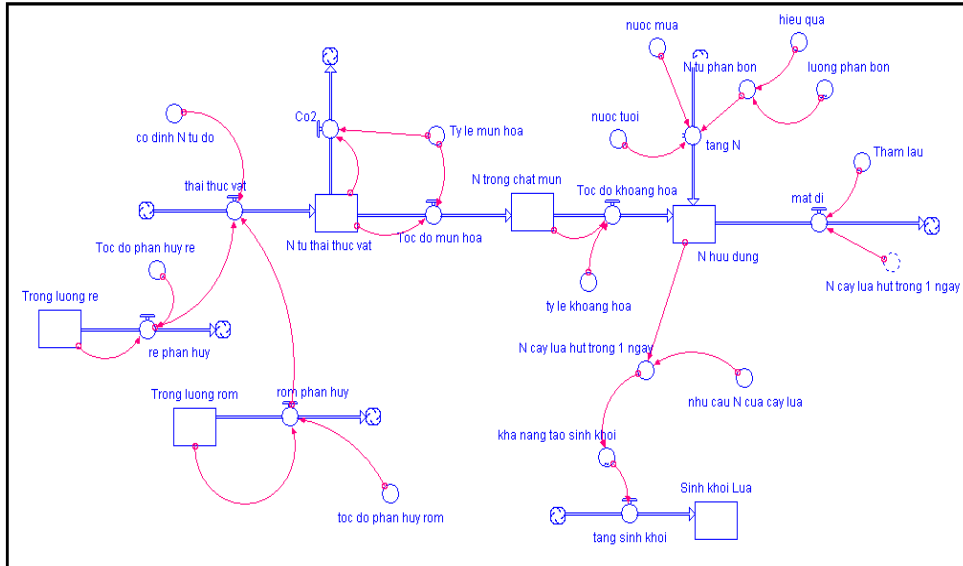 nuoc mua
hieu qua
N tu phan bon
luong phan bon
Co2
Ty le mun hoa
co dinh N tu do
nuoc tuoi
tang N
Tham lau
thai thuc vat
N trong chat mun
Toc do khoang hoa
mat di
N tu thai thuc vat
Toc do mun hoa
N huu dung
Toc do phan huy re
N cay lua hut trong 1 ngay
Trong luong re
ty le khoang hoa
re phan huy
N cay lua hut trong 1 ngay
Trong luong rom
rom phan huy
nhu cau N cua cay lua
kha nang tao sinh khoi
Sinh khoi Lua
toc do phan huy rom
tang sinh khoi